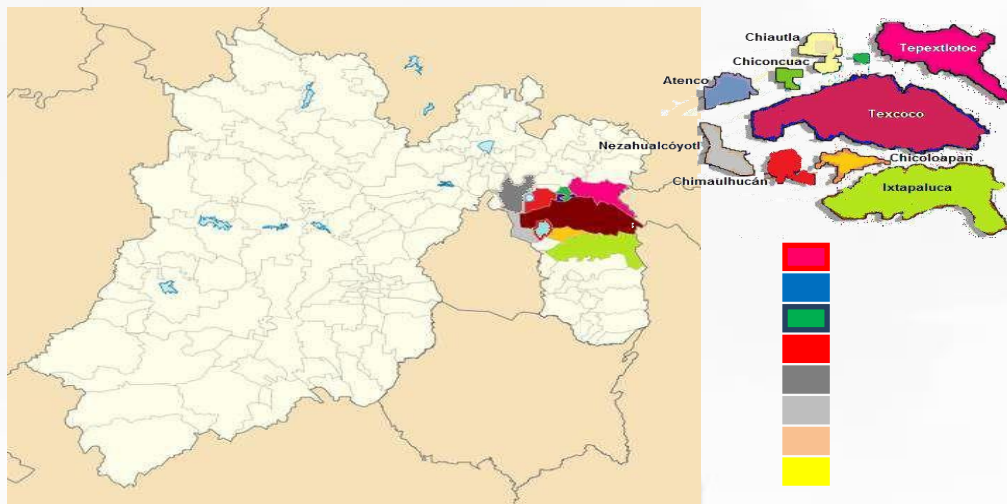 Chiautla
Tepextlotoc
Chiconcuac
Atenco
Texcoco
Nezahualcóyotl
Chicoloapan
Chimaulhucán
Ixtapaluca